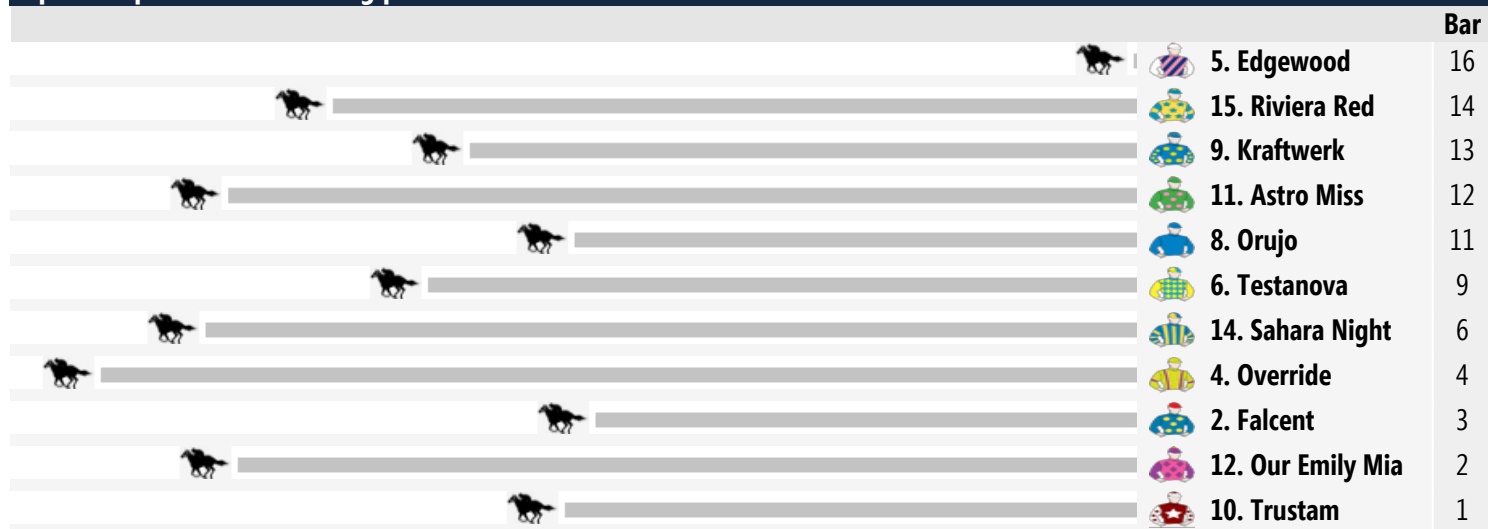 Bar
5. Edgewood 16
15. Riviera Red 14
9. Kraftwerk 13
11. Astro Miss 12
8. Orujo 11
6. Testanova 9
14. Sahara Night 6
4. Override 4
2. Falcent 3
12. Our Emily Mia 2
10. Trustam 1